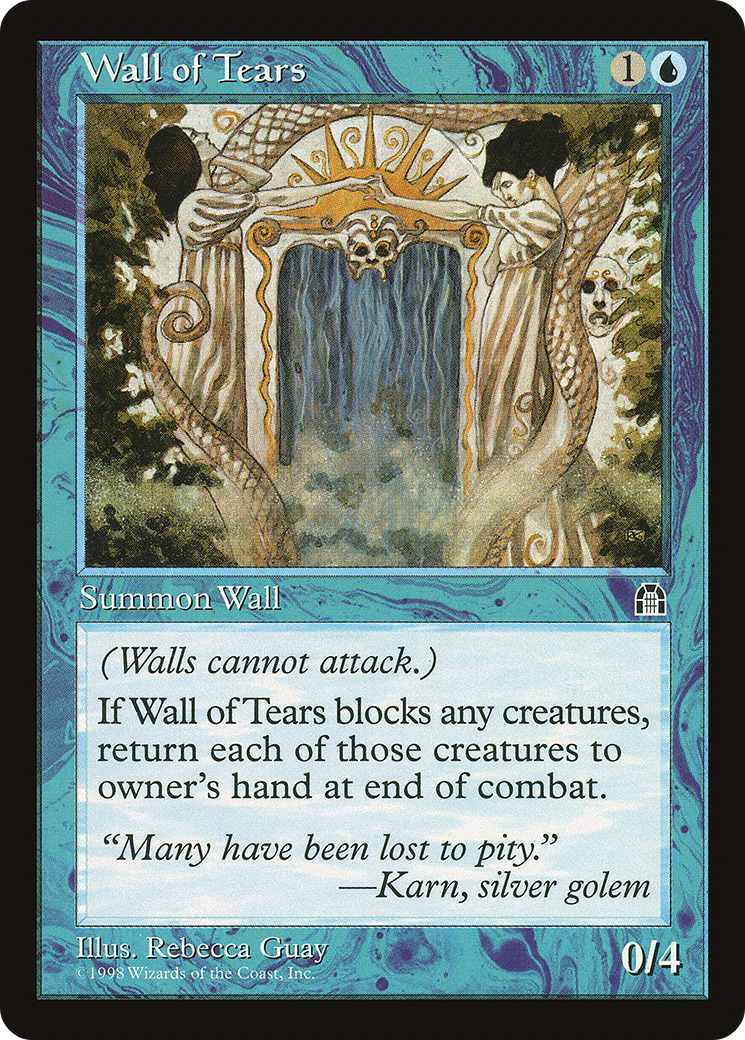 Wall of Tears 1
Summon Wall
(Walls cannot attack.)
If Wall of Tears blocks any creatures,
return each of those creatures to
owner's hand at end of combat.
“Many have been lost to pity.”
—Karn, silver golem
Illus. Rebecca Guay
©1998 Wizards of the Coast, Inc.
0/4